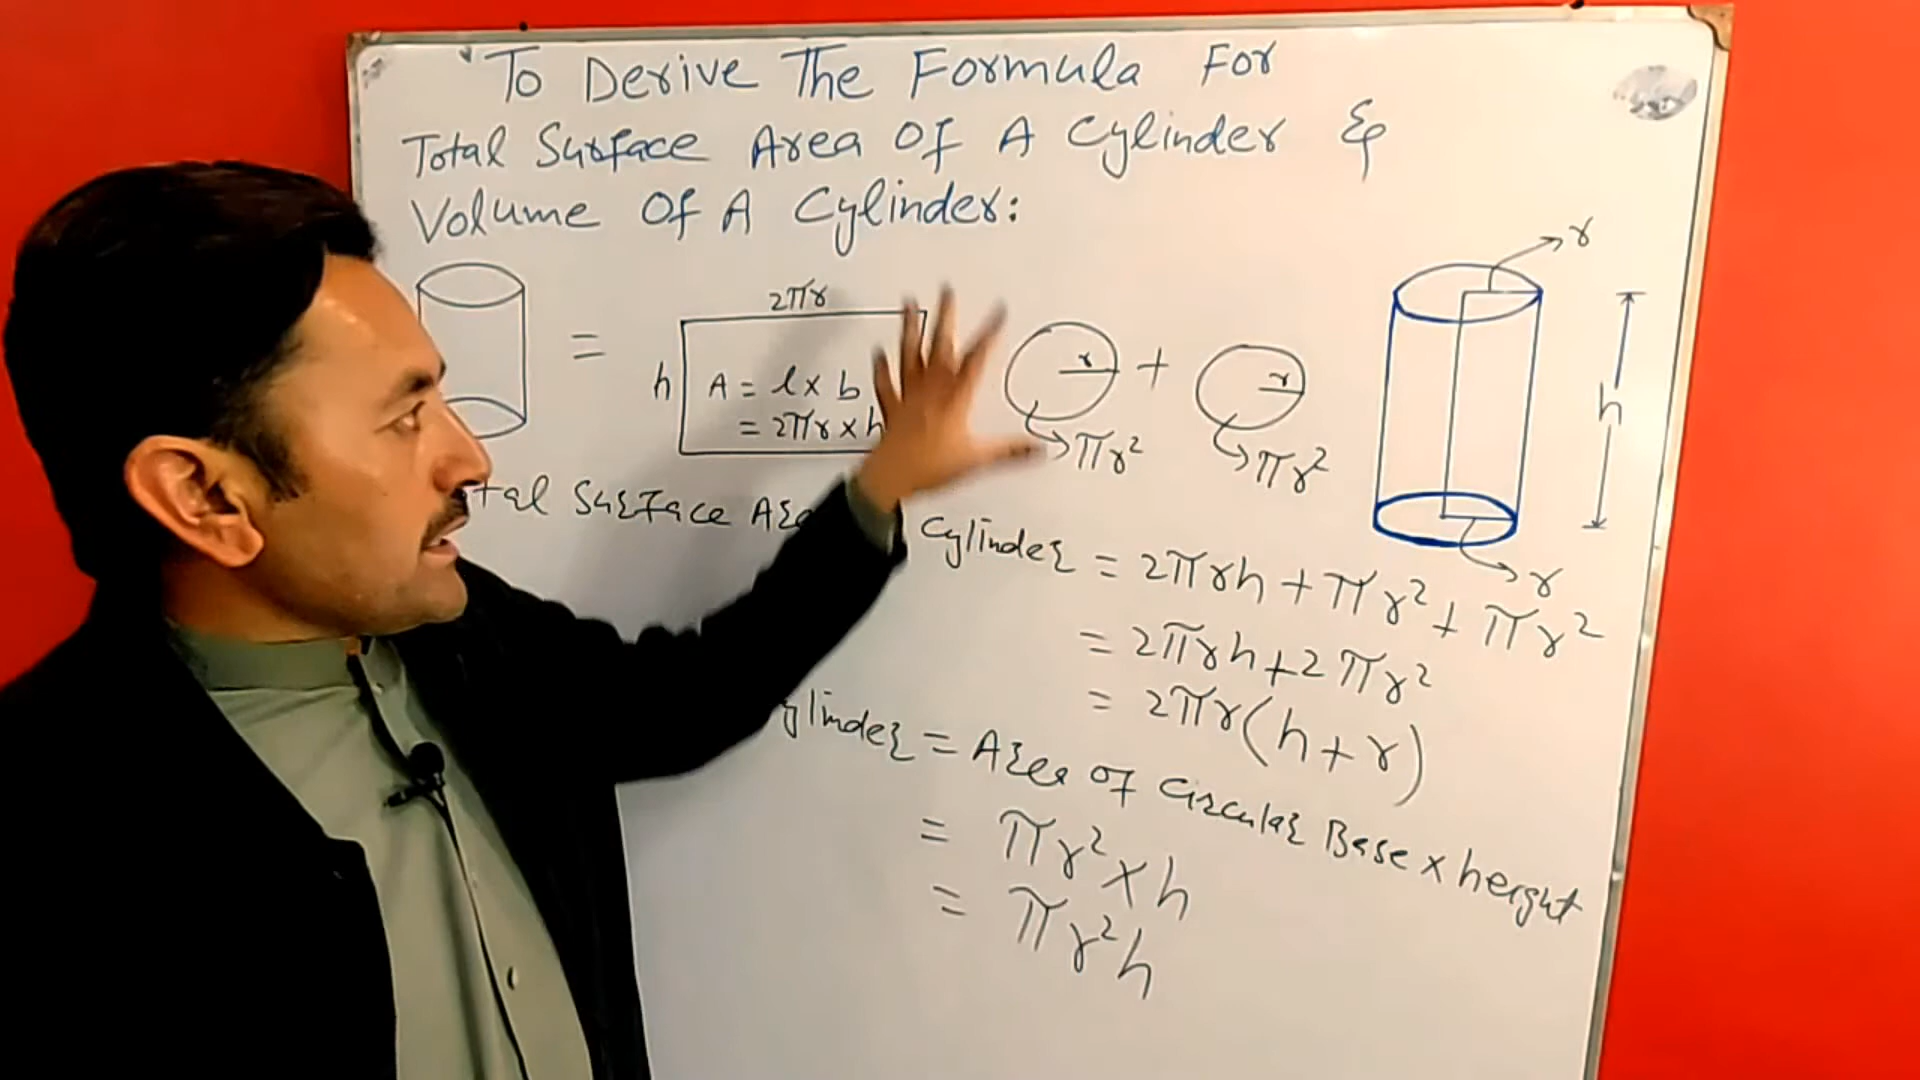 To Derive The Formula For
Total Surface Area Of A Cylinder &
Volume Of A Cylinder:
r
2πr
h
A = l x b
= 2πr x h
r
+
r
=
πr²
πr²
h
r
Surface Area Cylinder = 2πrh + πr² + πr²
= 2πrh + 2πr²
= 2πr(h + r)
= Area of Circular Base x height
= πr² x h
= πr²h